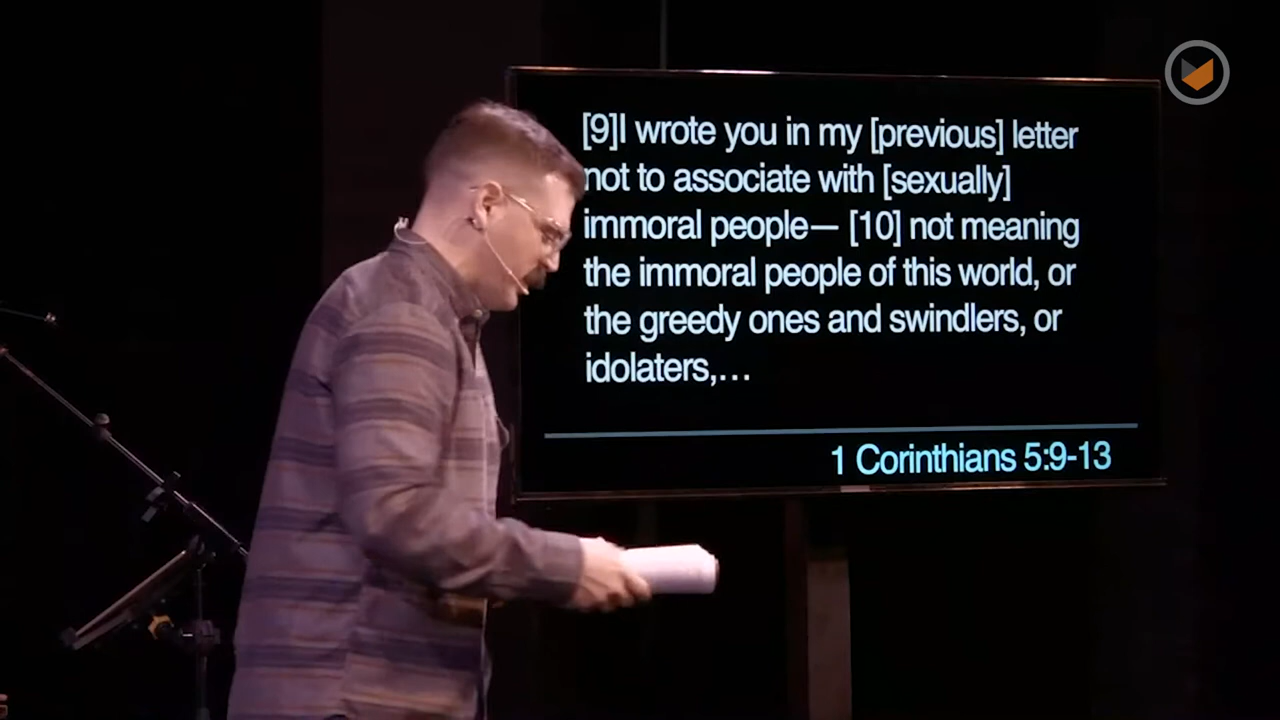 [9]I wrote you in my [previous] letter
not to associate with [sexually]
immoral people— [10] not meaning
the immoral people of this world, or
the greedy ones and swindlers, or
idolaters,…
1 Corinthians 5:9-13